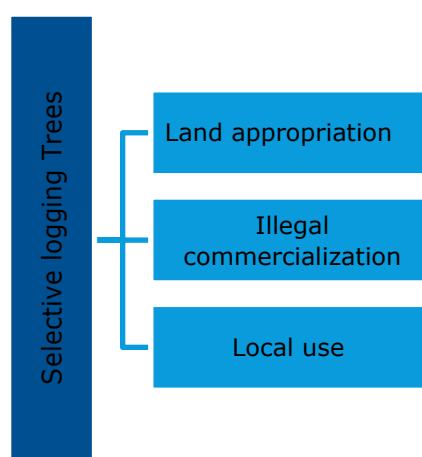 Selective logging Trees
Land appropriation
Illegal
commercialization
Local use